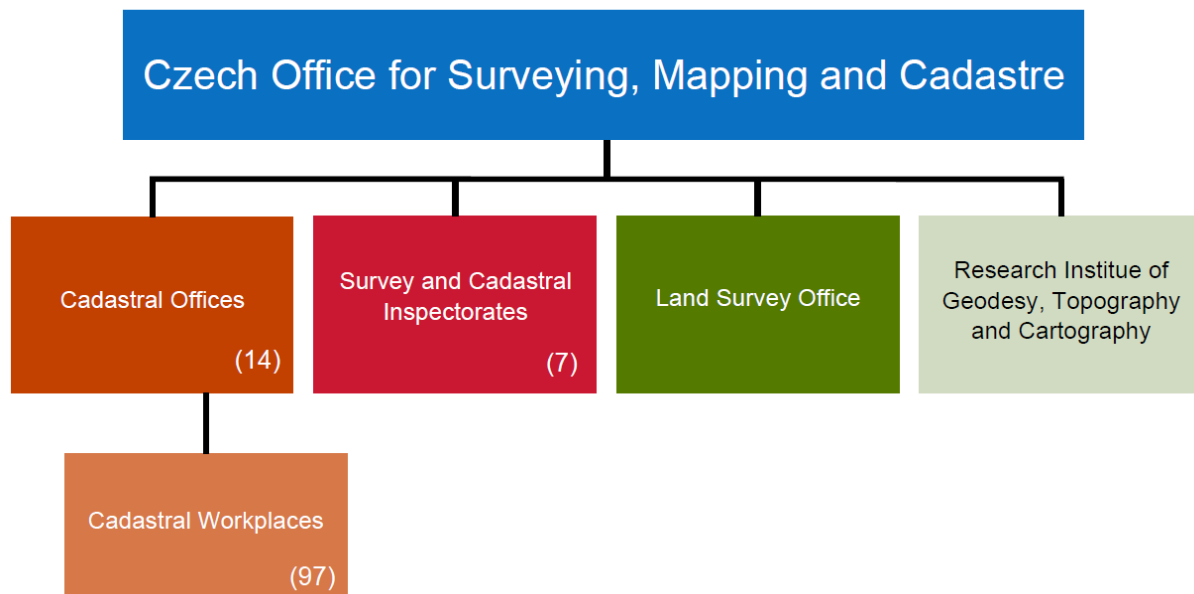 Czech Office for Surveying, Mapping and Cadastre
Cadastral Offices
(14)
Survey and Cadastral
Inspectorates
(7)
Land Survey Office
Research Institue of
Geodesy, Topography
and Cartography
Cadastral Workplaces
(97)